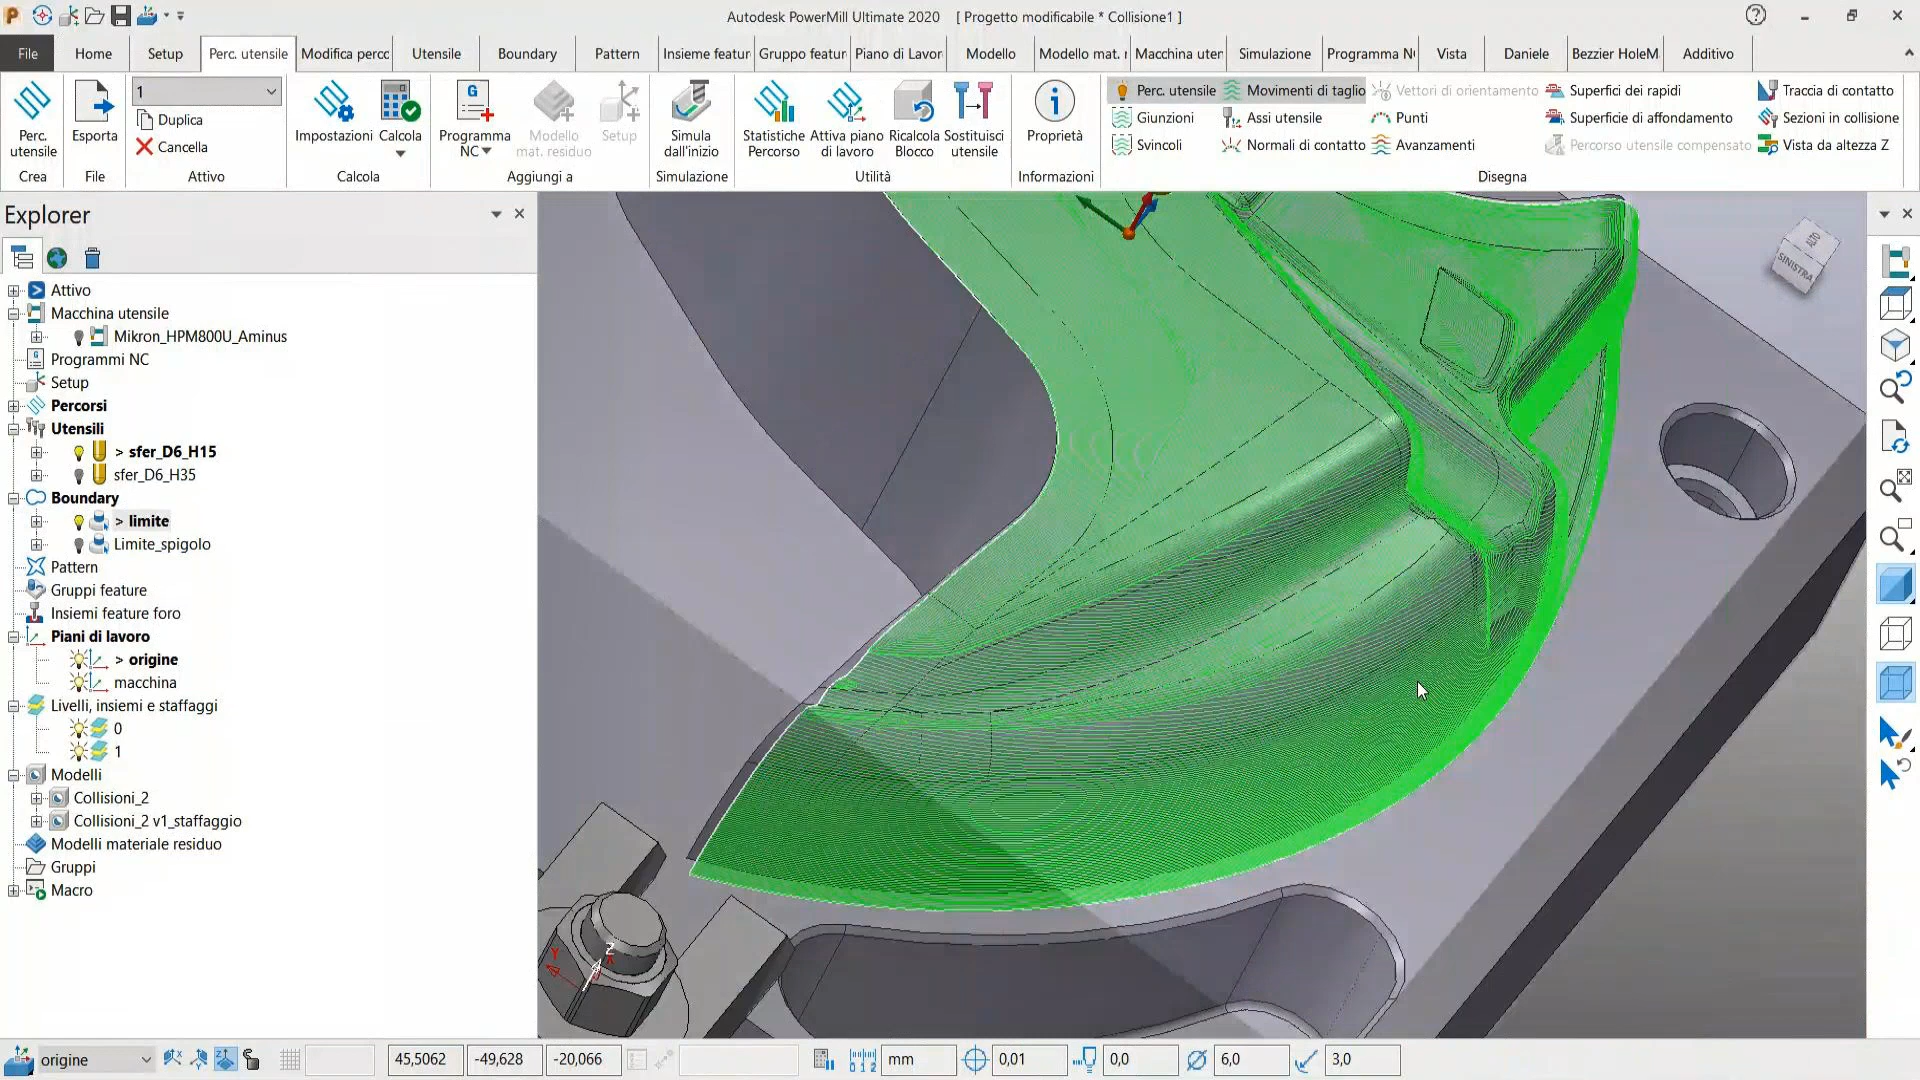 Autodesk PowerMill Ultimate 2020 [ Progetto modificabile * Collisione1 ]
File Home Setup Perc. utensile Modifica perco Utensile Boundary Pattern Insieme featur Gruppo featur Piano di Lavor Modello Modello mat. r Macchina uter Simulazione Programma N Vista Daniele Bezzier HoleM Additivo
Perc. utensile
Crea
Esporta
File
1
Duplica
Cancella
Attivo
Impostazioni
Calcola
Calcola
Programma NC
Modello mat. residuo
Setup
Aggiungi a
Simula dall'inizio
Simulazione
Statistiche Percorso
Attiva piano di lavoro
Ricalcola Blocco
Sostituisci utensile
Utilità
Proprietà
Informazioni
Perc. utensile Movimenti di taglio Vettori di orientamento Superfici dei rapidi Traccia di contatto
Giunzioni Assi utensile Punti Superficie di affondamento Sezioni in collisione
Svincoli Normali di contatto Avanzamenti Percorso utensile compensato Vista da altezza Z
Disegna
Explorer
Attivo
Macchina utensile
Mikron_HPM800U_Aminus
Programmi NC
Setup
Percorsi
Utensili
> sfer_D6_H15
sfer_D6_H35
Boundary
> limite
Limite_spigolo
Pattern
Gruppi feature
Insiemi feature foro
Piani di lavoro
> origine
macchina
Livelli, insiemi e staffaggi
0
1
Modelli
Collisioni_2
Collisioni_2 v1_staffaggio
Modelli materiale residuo
Gruppi
Macro
ALTO
SINISTRA
Z
Y
origine 45,5062 -49,628 -20,066 mm 0,01 0,0 6,0 3,0